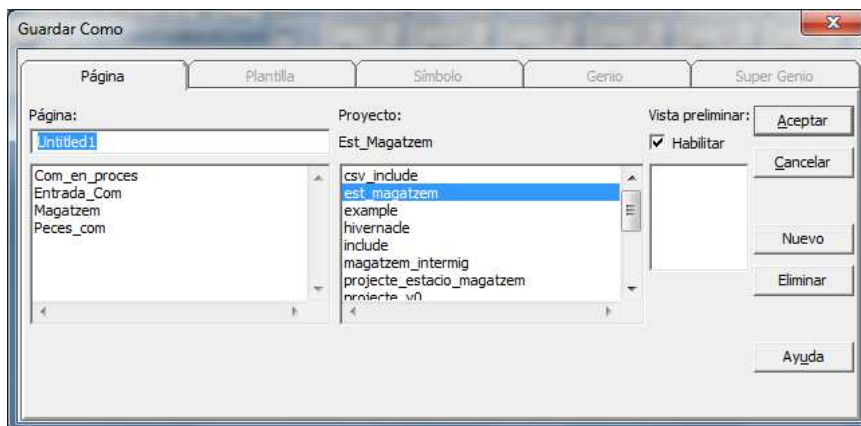 Guardar Como
Página
Plantilla
Símbolo
Genio
Super Genio
Página:
Untitled1
Com_en_proces
Entrada_Com
Magatzem
Peces_com
Proyecto:
Est_Magatzem
csv_include
est_magatzem
example
hivernacle
include
magatzem_intermig
projecte_estacio_magatzem
projecte_v0
Vista preliminar:
Habilitar
Aceptar
Cancelar
Nuevo
Eliminar
Ayuda